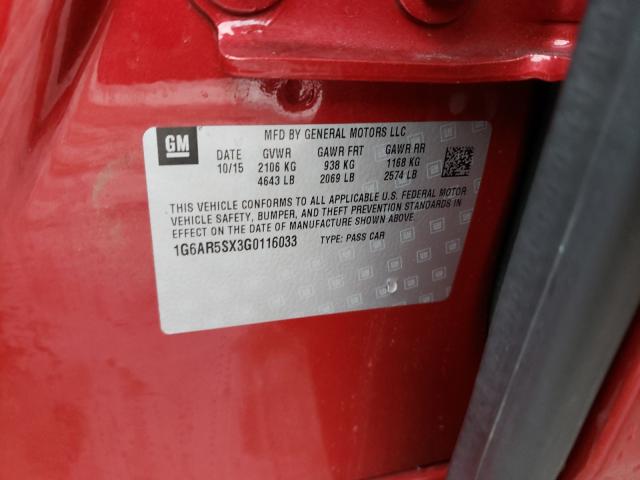 GM MFD BY GENERAL MOTORS LLC
DATE GVWR GAWR FRT GAWR RR
10/15 2106 KG 938 KG 1168 KG
4643 LB 2069 LB 2574 LB
THIS VEHICLE CONFORMS TO ALL APPLICABLE U.S. FEDERAL MOTOR
VEHICLE SAFETY, BUMPER, AND THEFT PREVENTION STANDARDS IN
EFFECT ON THE DATE OF MANUFACTURE SHOWN ABOVE.
1G6AR5SX3G0116033 TYPE: PASS CAR